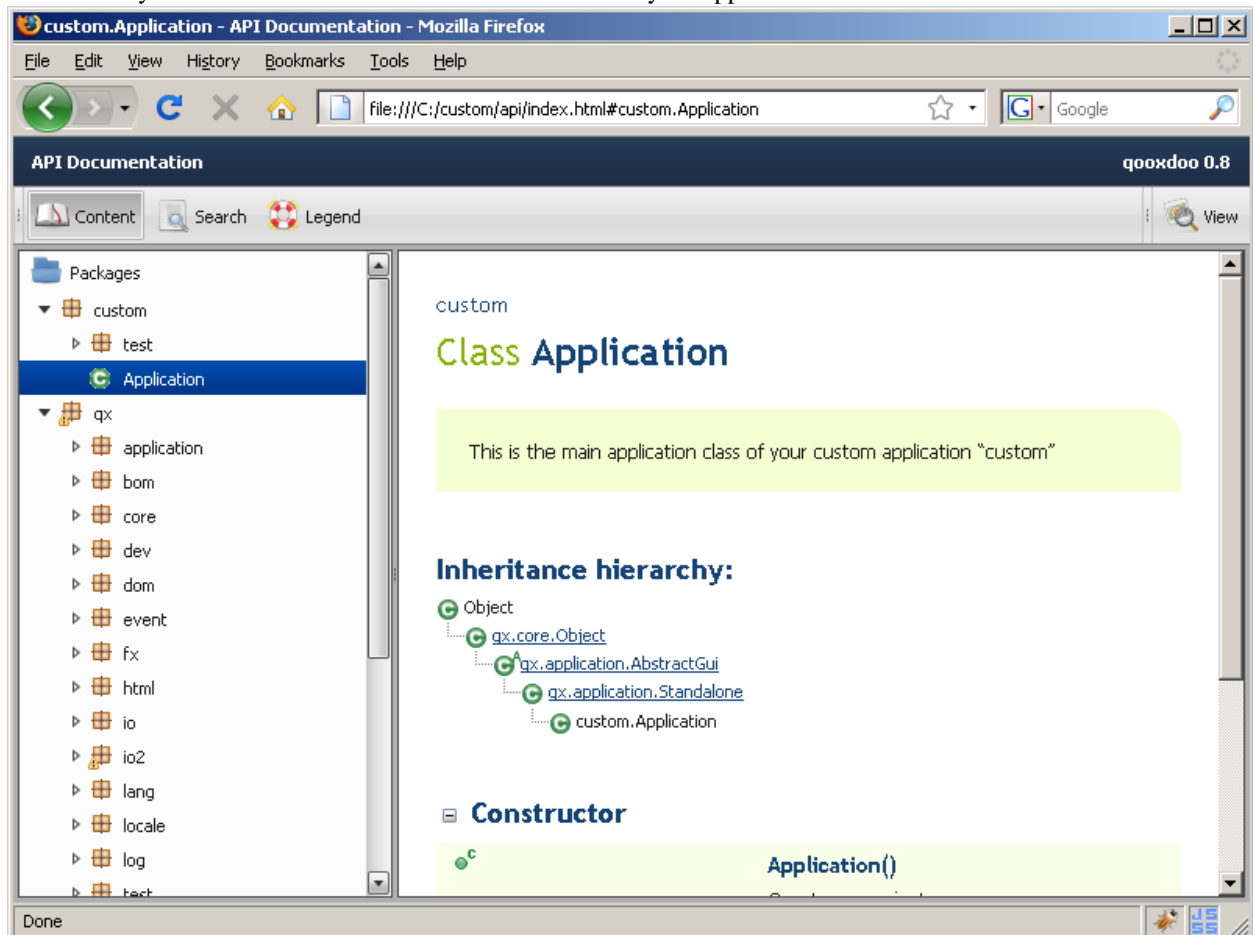 custom.Application - API Documentation - Mozilla Firefox
File Edit View History Bookmarks Tools Help
file:///C:/custom/api/index.html#custom.Application
G Google
API Documentation qooxdoo 0.8
Content Search Legend View
Packages
custom
test
Application
qx
application
bom
core
dev
dom
event
fx
html
io
io2
lang
locale
log
test
custom
Class Application
This is the main application class of your custom application “custom”
Inheritance hierarchy:
C Object
C qx.core.Object
C A qx.application.AbstractGui
C qx.application.Standalone
C custom.Application
Constructor
C Application()
Done